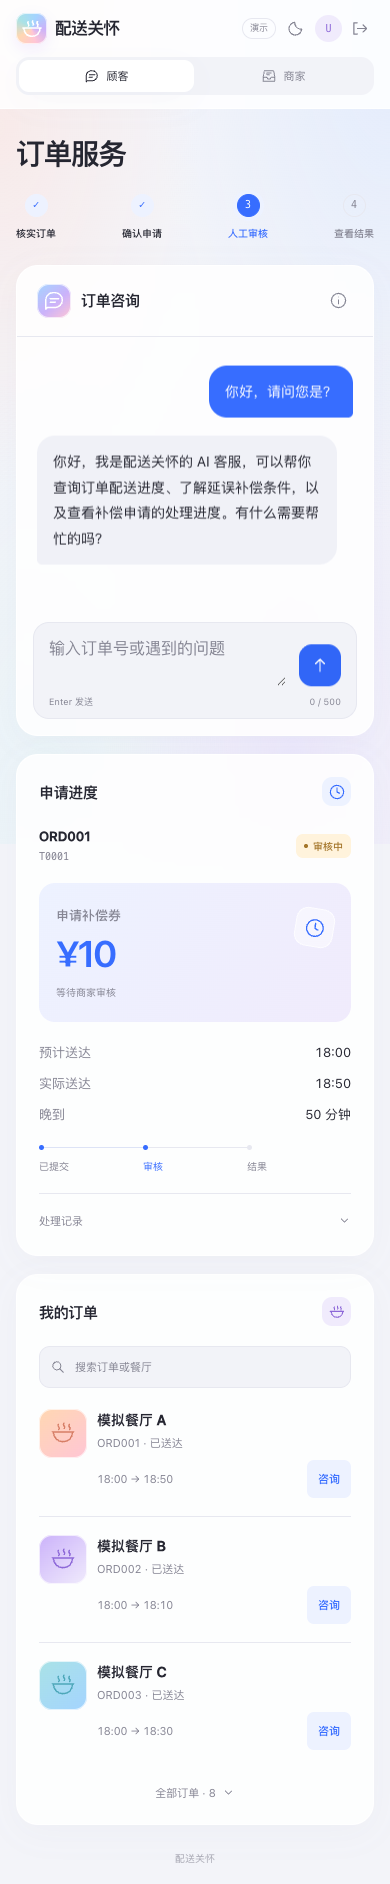 配送关怀
演示
U
顾客
商家
订单服务
✓
✓
3
4
核实订单
确认申请
人工审核
查看结果
订单咨询
你好，请问您是？
你好，我是配送关怀的 AI 客服，可以帮你
查询订单配送进度、了解延误补偿条件，以
及查看补偿申请的处理进度。有什么需要帮
忙的吗？
输入订单号或遇到的问题
Enter 发送
0 / 500
申请进度
ORD001
T0001
审核中
申请补偿券
¥10
等待商家审核
预计送达
18:00
实际送达
18:50
晚到
50 分钟
已提交
审核
结果
处理记录
我的订单
搜索订单或餐厅
模拟餐厅 A
ORD001 · 已送达
18:00 → 18:50
咨询
模拟餐厅 B
ORD002 · 已送达
18:00 → 18:10
咨询
模拟餐厅 C
ORD003 · 已送达
18:00 → 18:30
咨询
全部订单 · 8
配送关怀